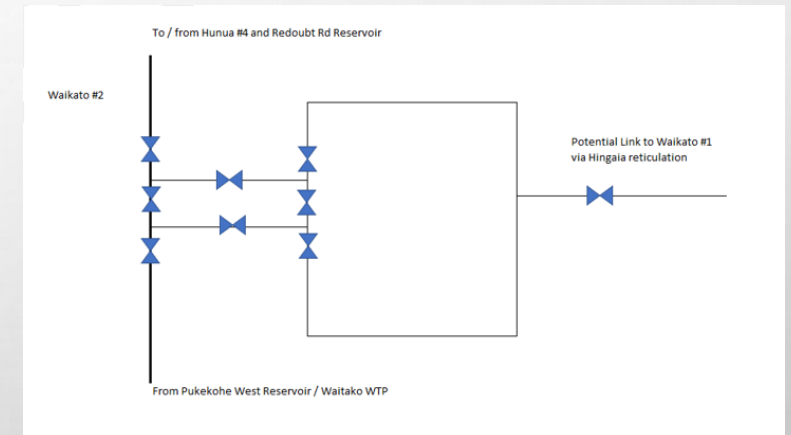 To / from Hunua #4 and Redoubt Rd Reservoir
Waikato #2
Potential Link to Waikato #1
via Hingaia reticulation
From Pukekohe West Reservoir / Waitako WTP